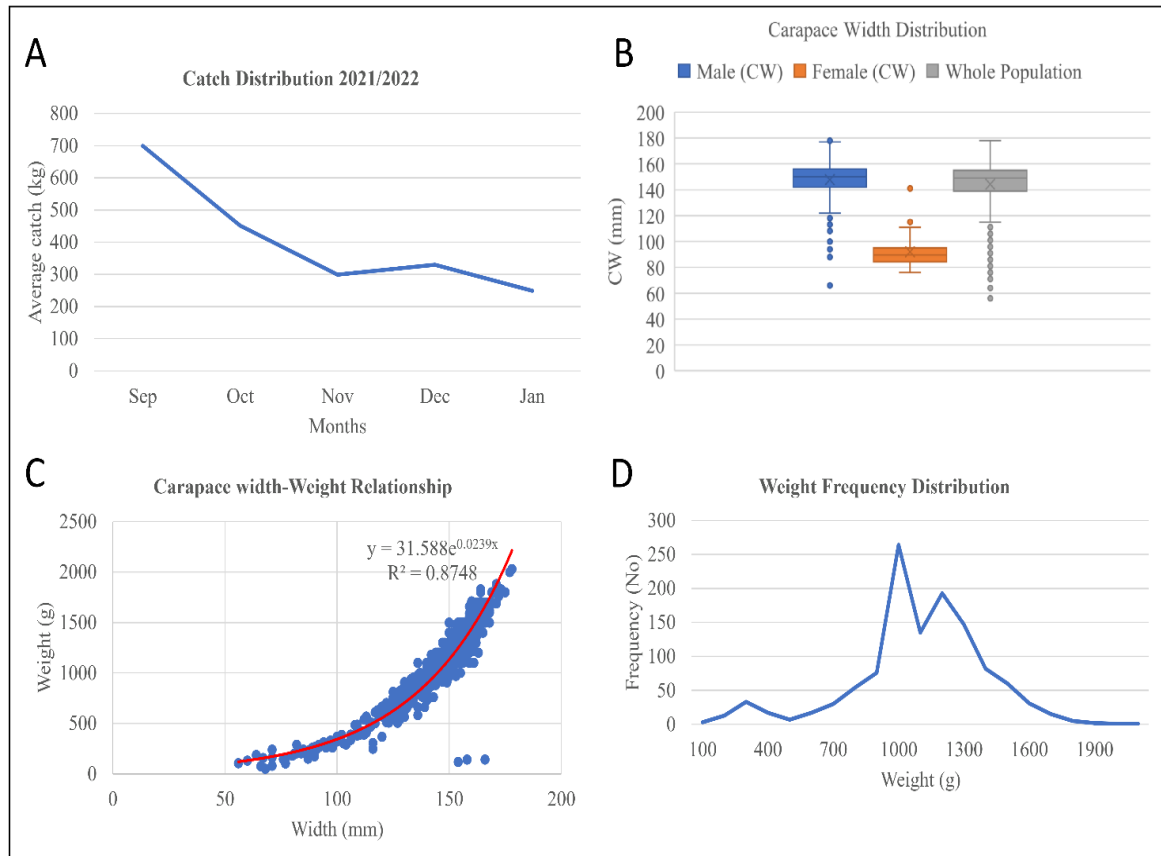 A
Catch Distribution 2021/2022
800
700
600
500
400
300
200
100
0
Average catch (kg)
Sep Oct Nov Dec Jan
Months
B
Carapace Width Distribution
Male (CW) Female (CW) Whole Population
200
180
160
140
120
100
80
60
40
20
0
CW (mm)
C
Carapace width-Weight Relationship
y = 31.588e^0.0239x
R² = 0.8748
2500
2000
1500
1000
500
0
Weight (g)
0 50 100 150 200
Width (mm)
D
Weight Frequency Distribution
300
250
200
150
100
50
0
Frequency (No)
100 400 700 1000 1300 1600 1900
Weight (g)